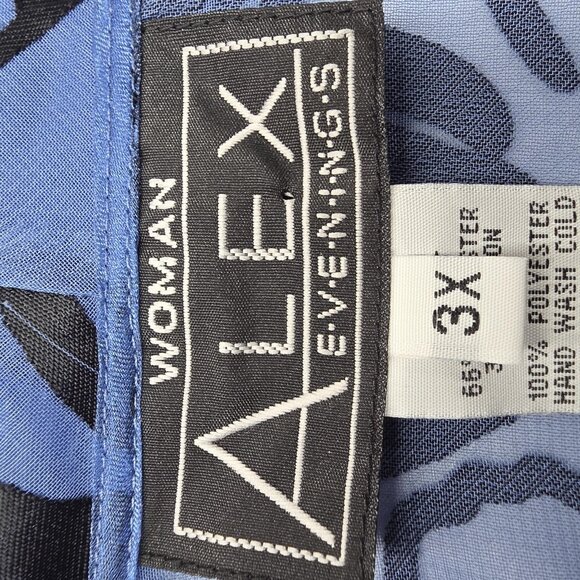 WOMAN
ALEX
E·V·E·N·I·N·G·S
3X
100% POLYESTER
HAND WASH COLD